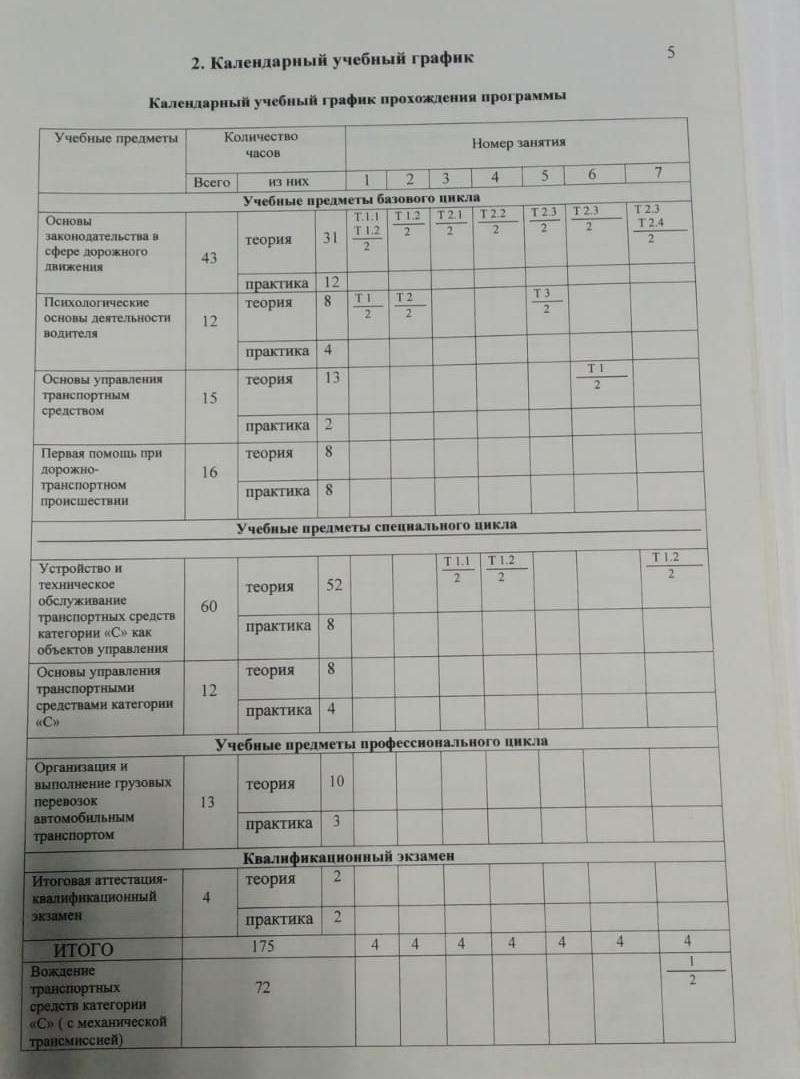 5
2. Календарный учебный график
Календарный учебный график прохождения программы
Учебные предметы
Количество часов
Номер занятия
Всего из них 1 2 3 4 5 6 7
Учебные предметы базового цикла
Основы
законодательства в
сфере дорожного
движения
43
теория 31
Т.1.1 Т 1.2 Т 2.1 Т 2.2 Т 2.3 Т 2.3 Т 2.3
Т 1.2 2 2 2 2 2 Т 2.4
2 2
практика 12
Психологические
основы деятельности
водителя
12
теория 8 Т 1 Т 2 Т 3
2 2 2
практика 4
Основы управления
транспортным
средством
15
теория 13 Т 1
2
практика 2
Первая помощь при
дорожно-
транспортном
происшествии
16
теория 8
практика 8
Учебные предметы специального цикла
Устройство и
техническое
обслуживание
транспортных средств
категории «С» как
объектов управления
60
теория 52 Т 1.1 Т 1.2 Т 1.2
2 2 2
практика 8
Основы управления
транспортными
средствами категории
«С»
12
теория 8
практика 4
Учебные предметы профессионального цикла
Организация и
выполнение грузовых
перевозок
автомобильным
транспортом
13
теория 10
практика 3
Квалификационный экзамен
Итоговая аттестация-
квалификационный
экзамен
4
теория 2
практика 2
ИТОГО 175 4 4 4 4 4 4 4
Вождение
транспортных
средств категории
«С» ( с механической
трансмиссией)
72
1
2